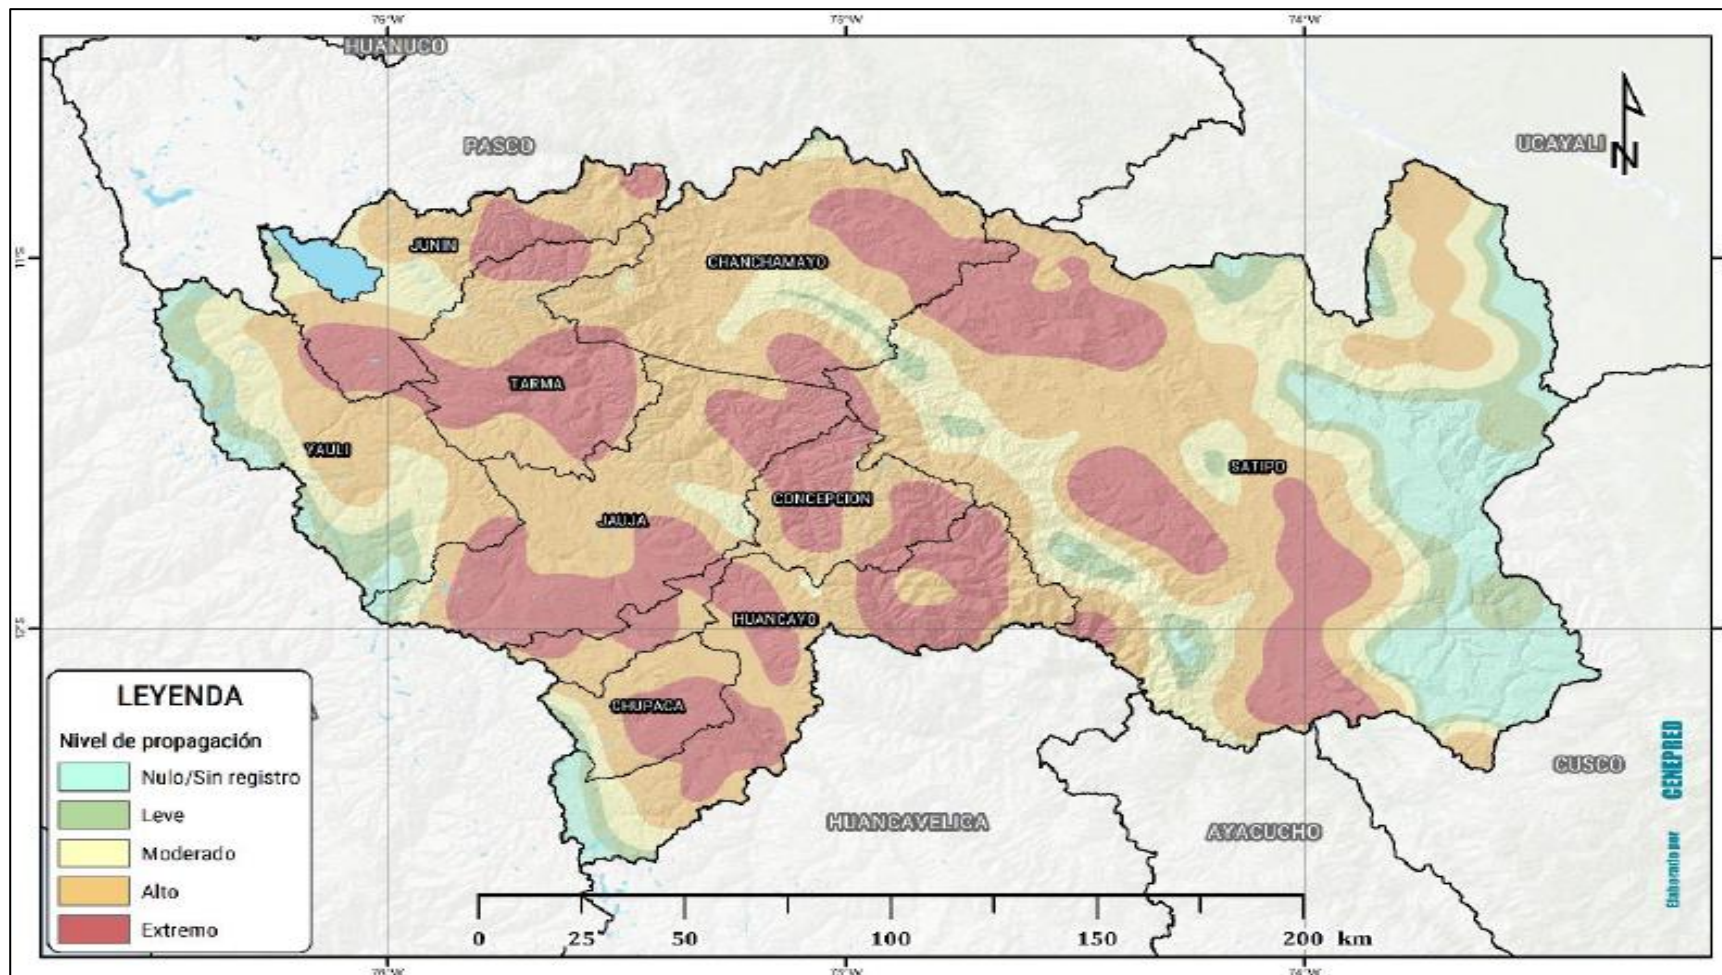 76°W 75°W 74°W
HUANUCO
PASCO
UCAYALI
N
JUNIN
11°S
CHANCHAMAYO
TARMA
YAULI
SATIPO
CONCEPCION
JAUJA
12°S
HUANCAYO
CHUPACA
CUSCO
HUANCAVELICA
AYACUCHO
LEYENDA
Nivel de propagación
Nulo/Sin registro
Leve
Moderado
Alto
Extremo
0 25 50 100 150 200 km
Elaborado por CENEPRED
76°W 75°W 74°W